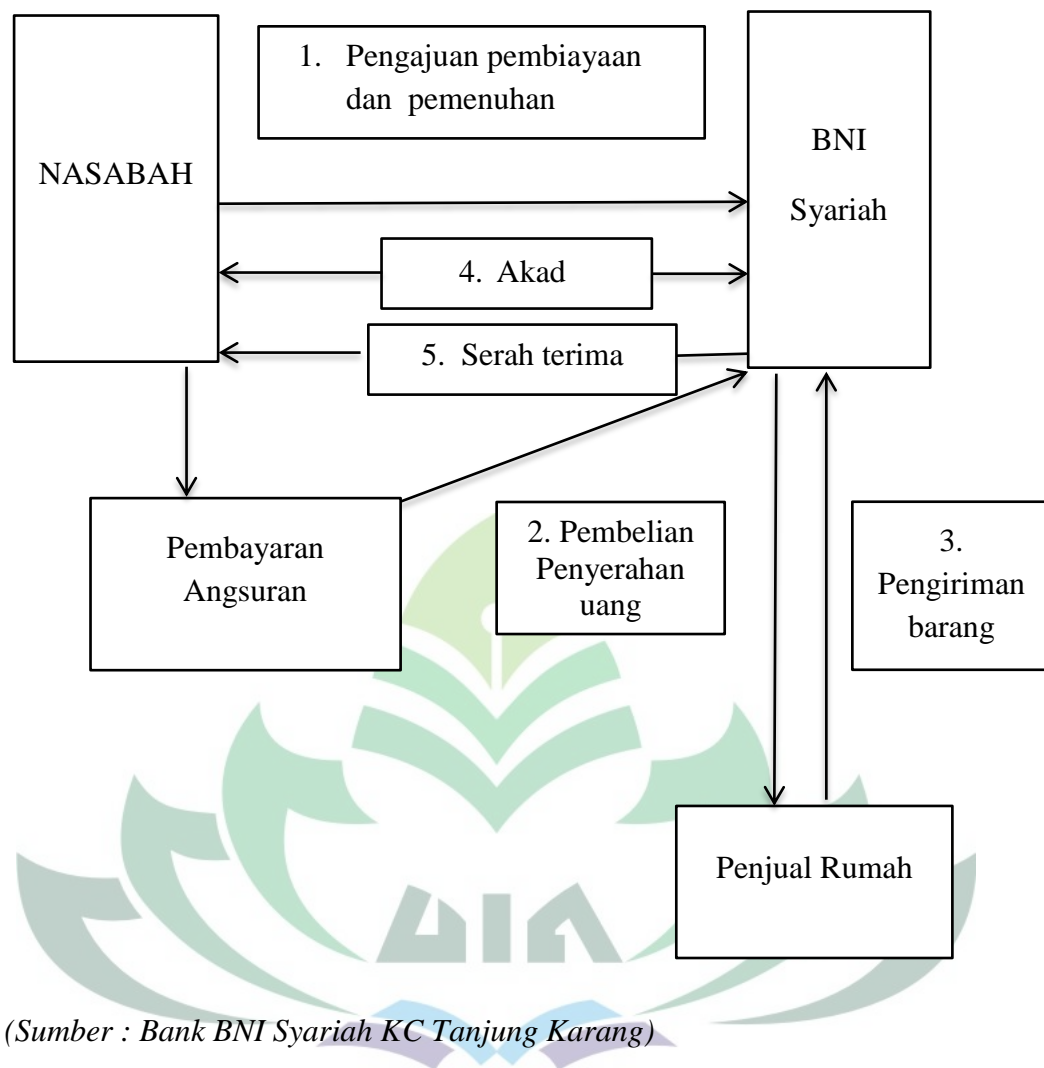 1. Pengajuan pembiayaan
dan pemenuhan
NASABAH
BNI
Syariah
4. Akad
5. Serah terima
Pembayaran
Angsuran
2. Pembelian
Penyerahan
uang
3.
Pengiriman
barang
Penjual Rumah
UIN
(Sumber : Bank BNI Syariah KC Tanjung Karang)